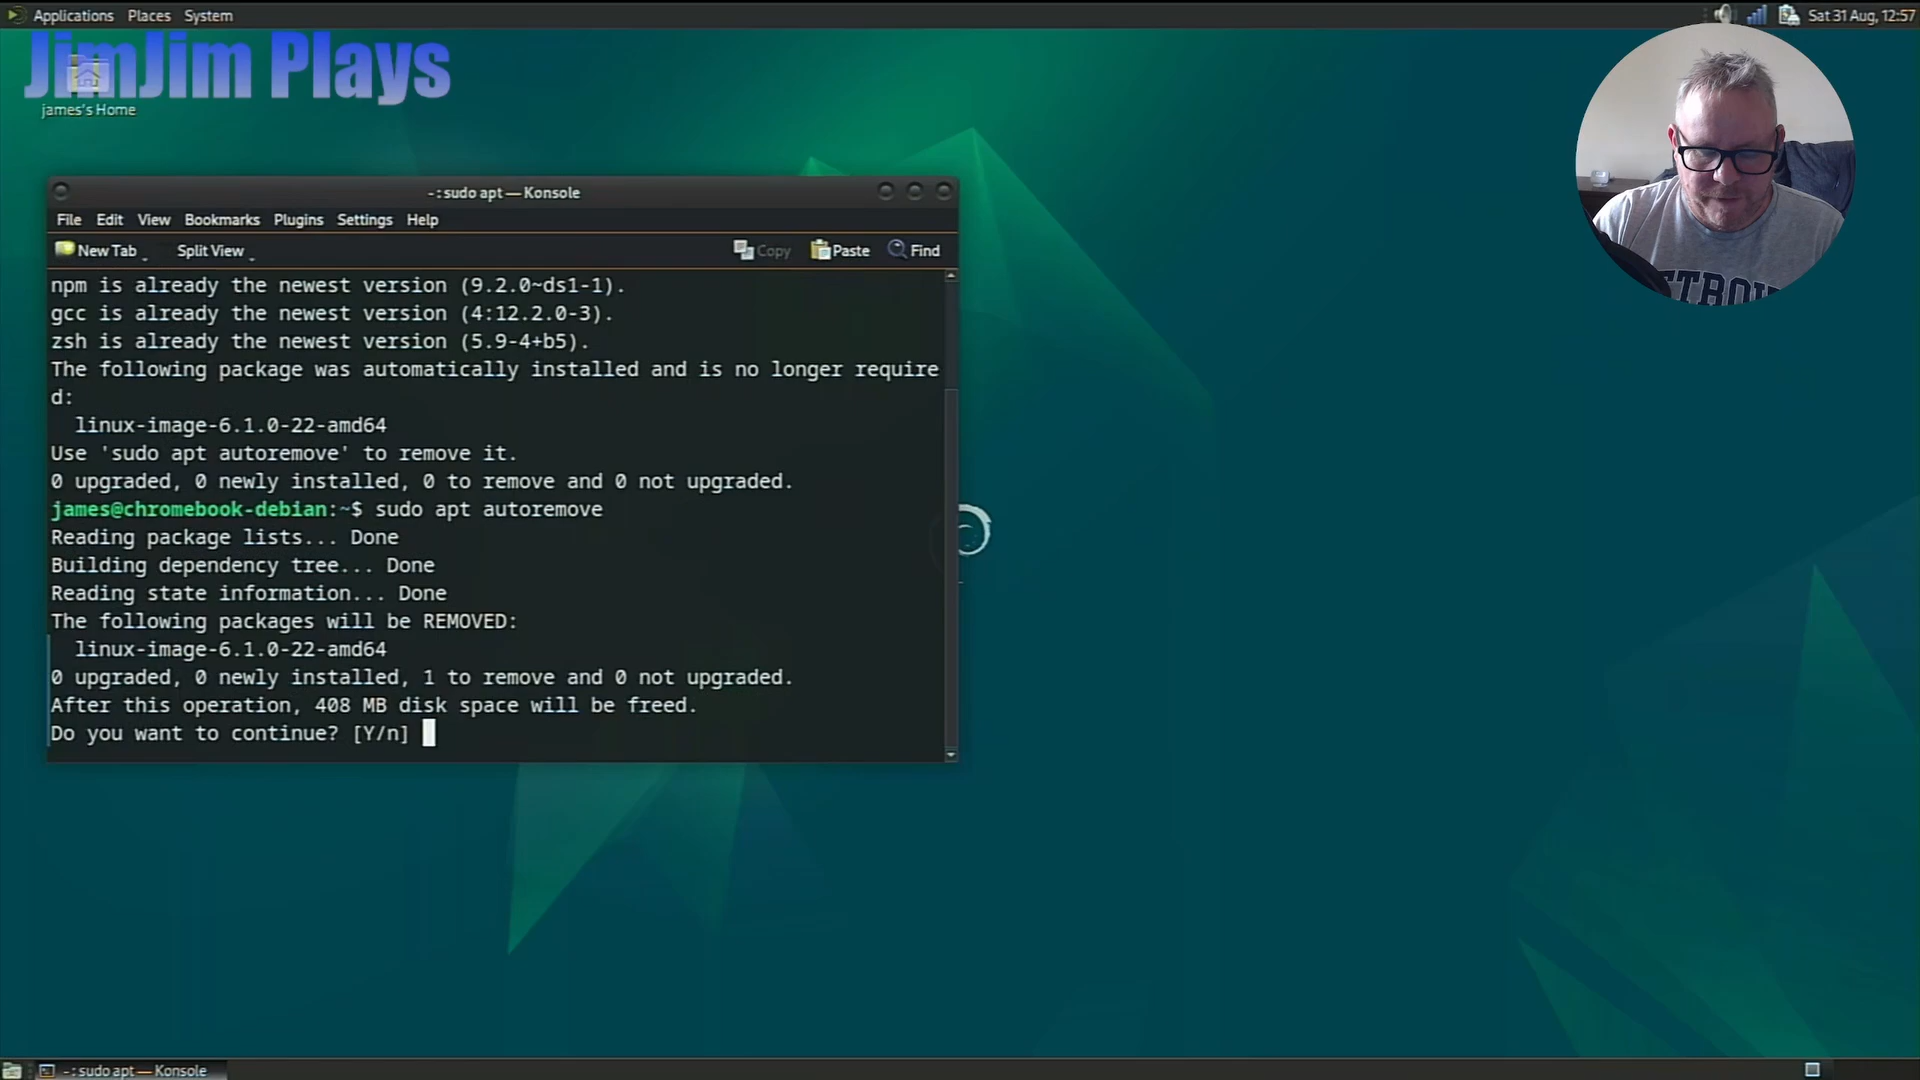 Applications Places System
Sat 31 Aug, 12:57
JimJim Plays
james's Home
- : sudo apt — Konsole
File Edit View Bookmarks Plugins Settings Help
New Tab Split View Copy Paste Find
npm is already the newest version (9.2.0~ds1-1).
gcc is already the newest version (4:12.2.0-3).
zsh is already the newest version (5.9-4+b5).
The following package was automatically installed and is no longer require
d:
linux-image-6.1.0-22-amd64
Use 'sudo apt autoremove' to remove it.
0 upgraded, 0 newly installed, 0 to remove and 0 not upgraded.
james@chromebook-debian:~$ sudo apt autoremove
Reading package lists... Done
Building dependency tree... Done
Reading state information... Done
The following packages will be REMOVED:
linux-image-6.1.0-22-amd64
0 upgraded, 0 newly installed, 1 to remove and 0 not upgraded.
After this operation, 408 MB disk space will be freed.
Do you want to continue? [Y/n]
- : sudo apt — Konsole